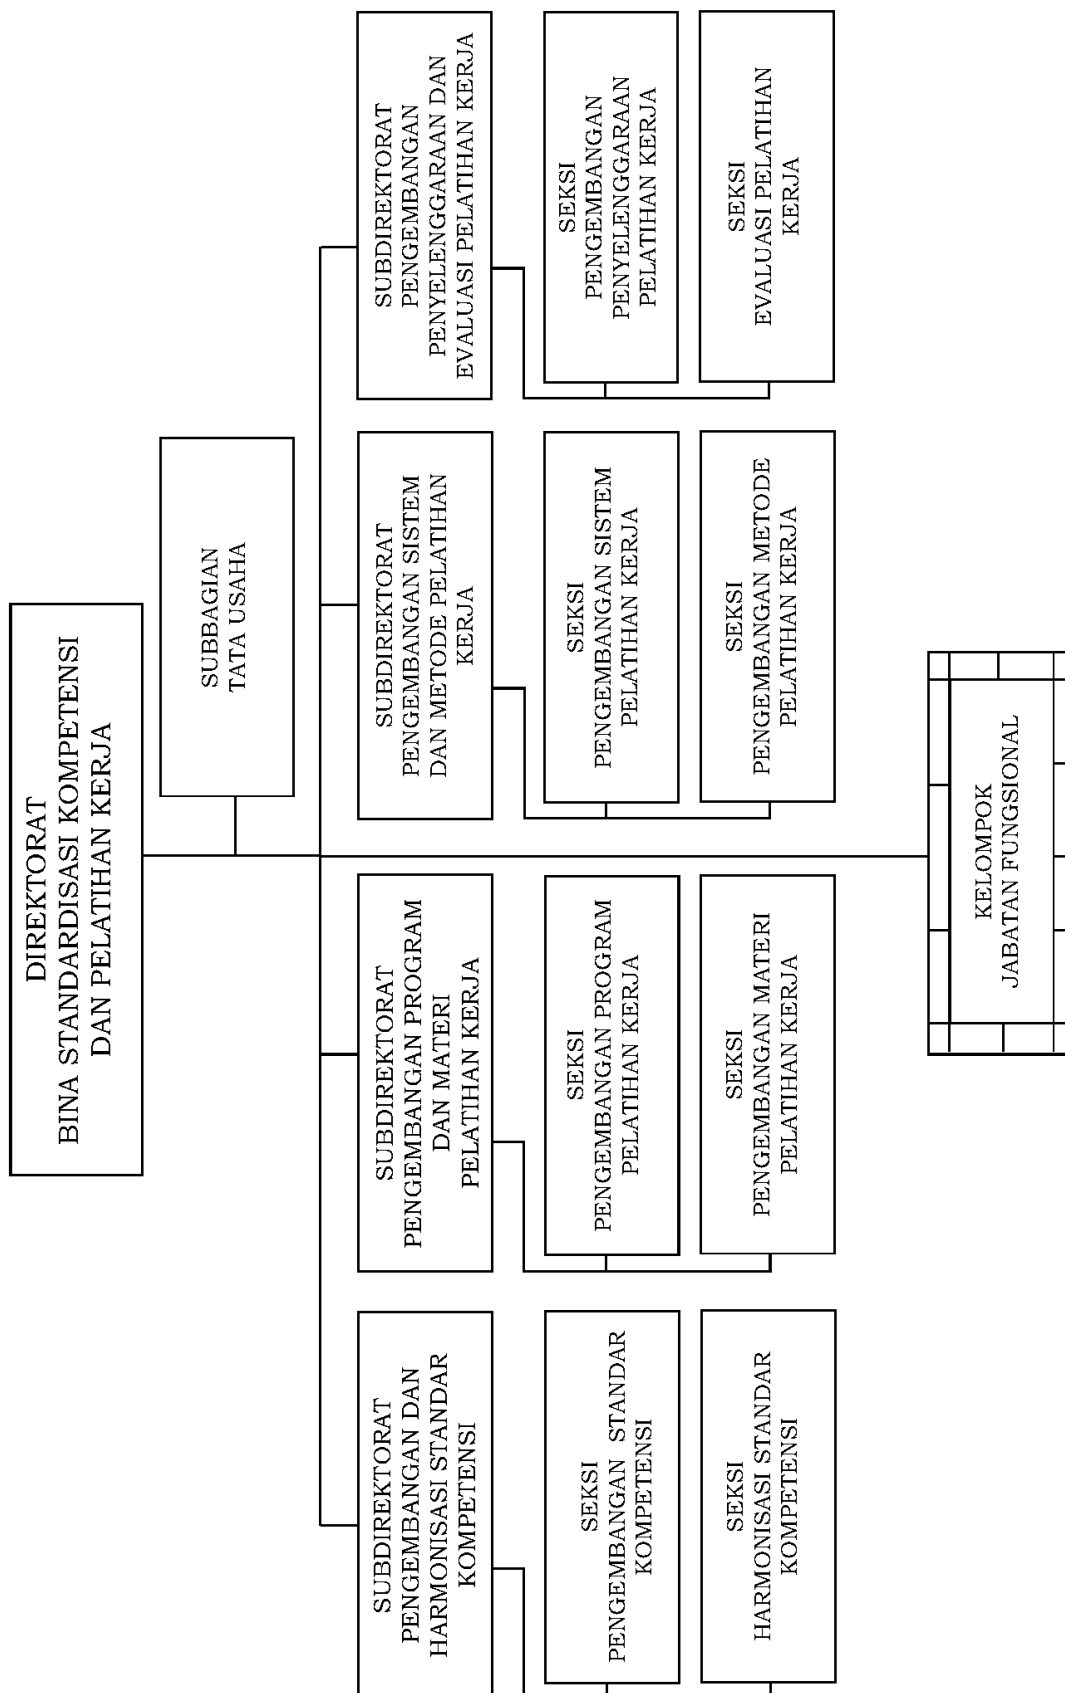 DIREKTORAT
BINA STANDARDISASI KOMPETENSI
DAN PELATIHAN KERJA
SUBBAGIAN
TATA USAHA
SUBDIREKTORAT
PENGEMBANGAN DAN
HARMONISASI STANDAR
KOMPETENSI
SUBDIREKTORAT
PENGEMBANGAN PROGRAM
DAN MATERI
PELATIHAN KERJA
SUBDIREKTORAT
PENGEMBANGAN SISTEM
DAN METODE PELATIHAN
KERJA
SUBDIREKTORAT
PENGEMBANGAN
PENYELENGGARAAN DAN
EVALUASI PELATIHAN KERJA
SEKSI
PENGEMBANGAN STANDAR
KOMPETENSI
SEKSI
PENGEMBANGAN PROGRAM
PELATIHAN KERJA
SEKSI
PENGEMBANGAN SISTEM
PELATIHAN KERJA
SEKSI
PENGEMBANGAN
PENYELENGGARAAN
PELATIHAN KERJA
SEKSI
HARMONISASI STANDAR
KOMPETENSI
SEKSI
PENGEMBANGAN MATERI
PELATIHAN KERJA
SEKSI
PENGEMBANGAN METODE
PELATIHAN KERJA
SEKSI
EVALUASI PELATIHAN
KERJA
KELOMPOK
JABATAN FUNGSIONAL